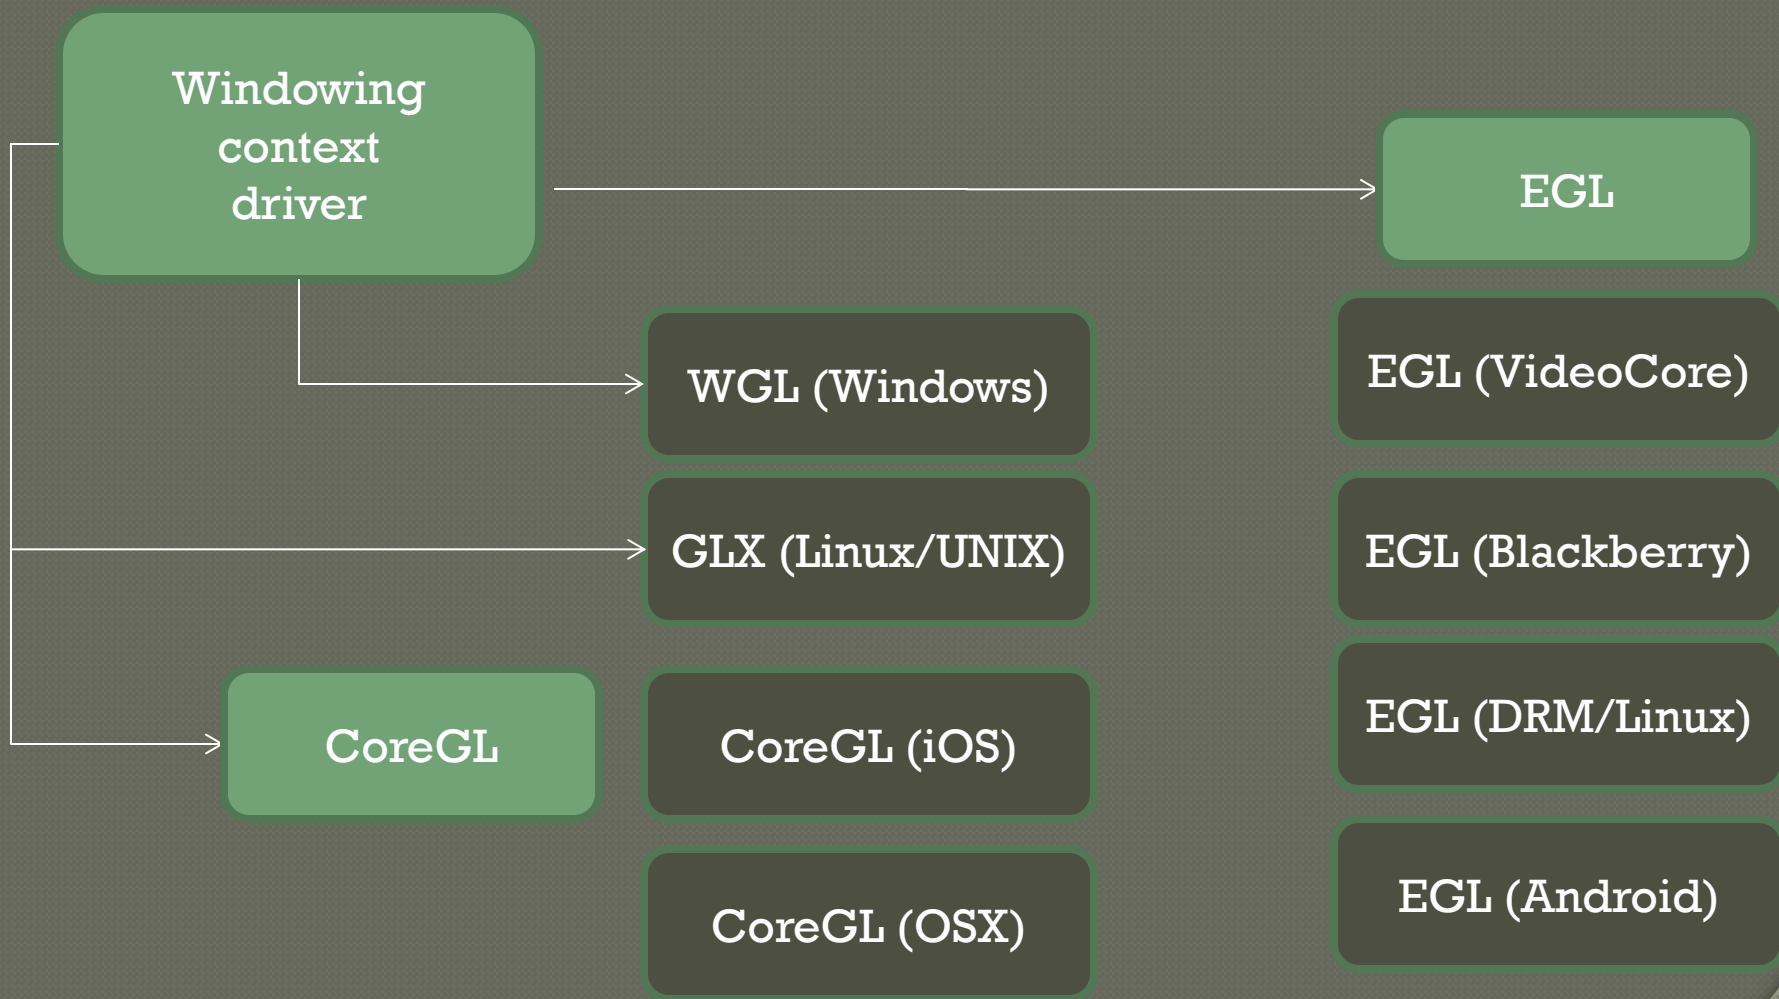 Windowing
context
driver
EGL
WGL (Windows)
EGL (VideoCore)
GLX (Linux/UNIX)
EGL (Blackberry)
CoreGL
CoreGL (iOS)
EGL (DRM/Linux)
CoreGL (OSX)
EGL (Android)